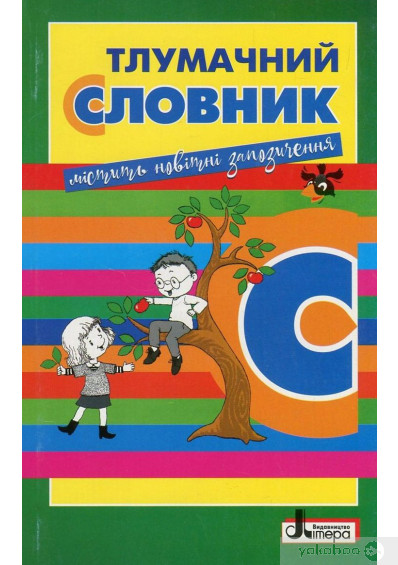 ТЛУМАЧНИЙ
СЛОВНИК
містить новітні запозичення
С
Видавництво
Літера
yakaboo